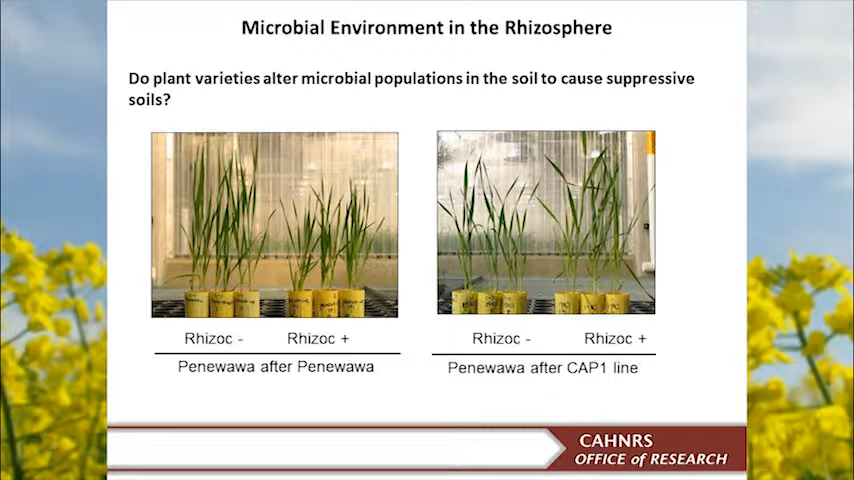 Microbial Environment in the Rhizosphere
Do plant varieties alter microbial populations in the soil to cause suppressive
soils?
Rhizoc - Rhizoc +
Penewawa after Penewawa
Rhizoc - Rhizoc +
Penewawa after CAP1 line
CAHNRS
OFFICE of RESEARCH